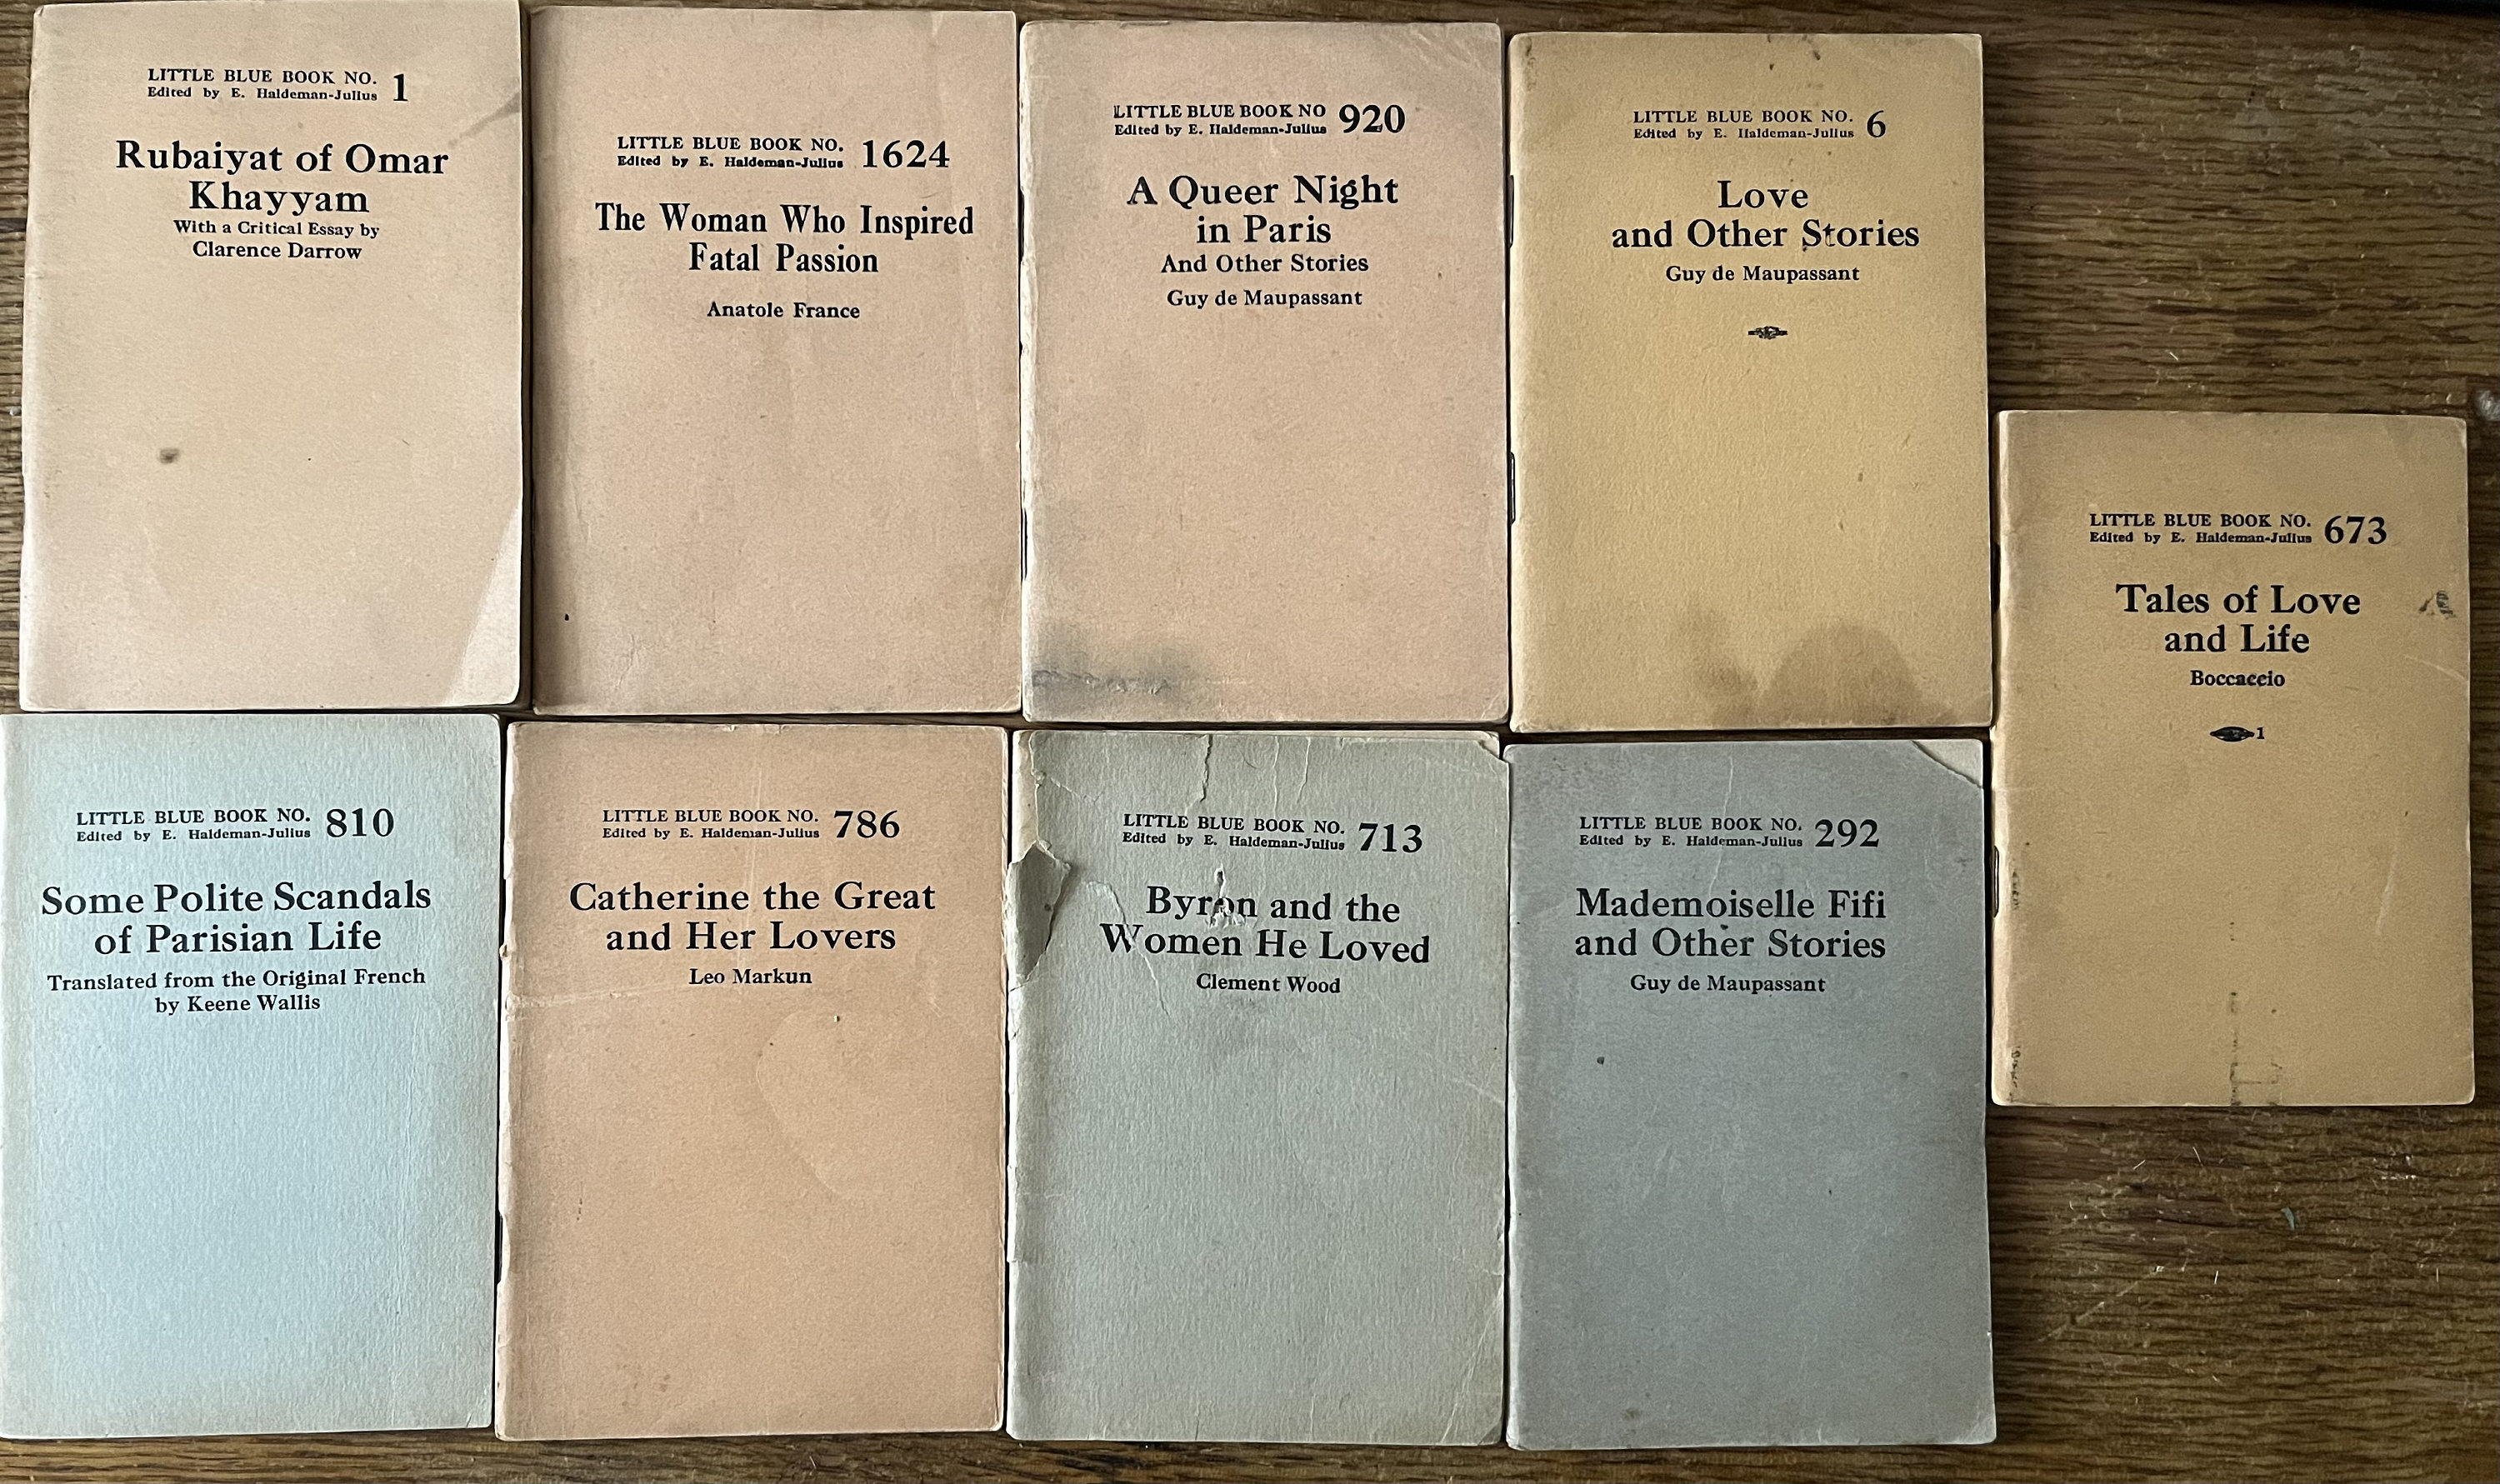 LITTLE BLUE BOOK NO. 1
Edited by E. Haldeman-Julius
Rubaiyat of Omar
Khayyam
With a Critical Essay by
Clarence Darrow
LITTLE BLUE BOOK NO. 1624
Edited by E. Haldeman-Julius
The Woman Who Inspired
Fatal Passion
Anatole France
LITTLE BLUE BOOK NO 920
Edited by E. Haldeman-Julius
A Queer Night
in Paris
And Other Stories
Guy de Maupassant
LITTLE BLUE BOOK NO. 6
Edited by E. Haldeman-Julius
Love
and Other Stories
Guy de Maupassant
LITTLE BLUE BOOK NO. 673
Edited by E. Haldeman-Julius
Tales of Love
and Life
Boccaccio
1
LITTLE BLUE BOOK NO. 810
Edited by E. Haldeman-Julius
Some Polite Scandals
of Parisian Life
Translated from the Original French
by Keene Wallis
LITTLE BLUE BOOK NO. 786
Edited by E. Haldeman-Julius
Catherine the Great
and Her Lovers
Leo Markun
LITTLE BLUE BOOK NO. 713
Edited by E. Haldeman-Julius
Byron and the
Women He Loved
Clement Wood
LITTLE BLUE BOOK NO. 292
Edited by E. Haldeman-Julius
Mademoiselle Fifi
and Other Stories
Guy de Maupassant